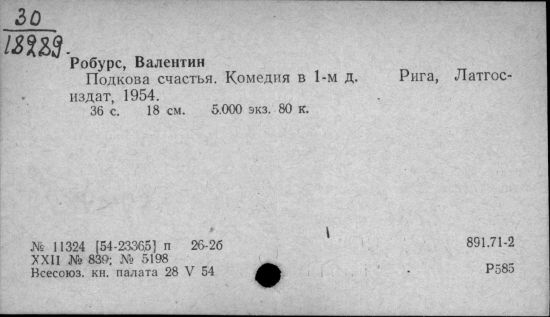 30
18289.
Робурс, Валентин
Подкова счастья. Комедия в 1-м д. Рига, Латгос-
издат, 1954.
36 с. 18 см. 5.000 экз. 80 к.
№ 11324 [54-23365] п 26-2б
XXII № 839; № 5198
Всесоюз. кн. палата 28 V 54
891.71-2
Р585